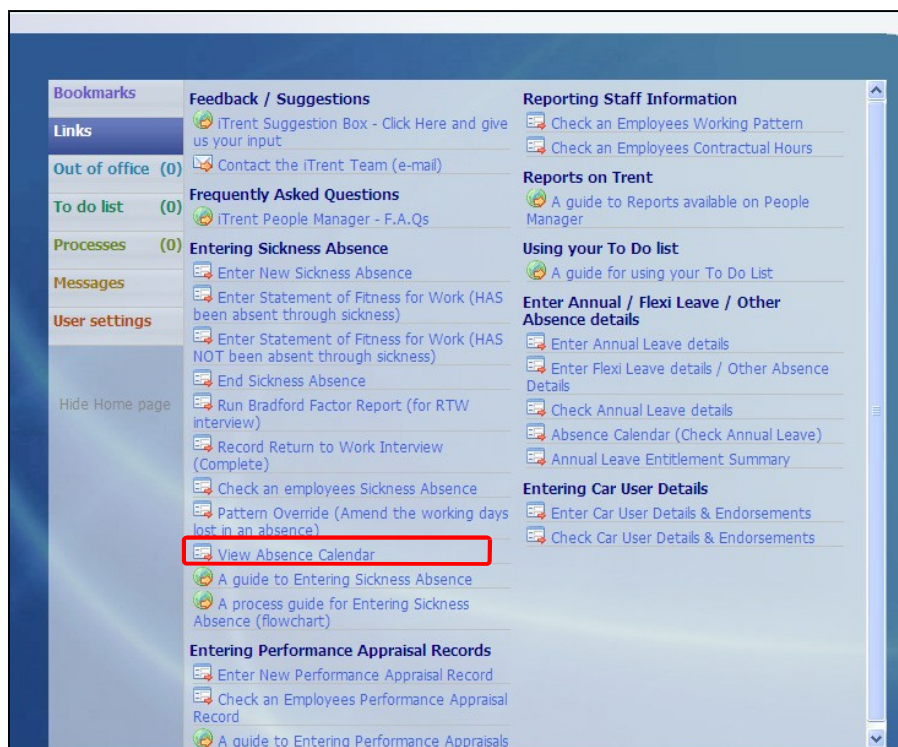 Bookmarks
Links
Out of office (0)
To do list (0)
Processes (0)
Messages
User settings
Hide Home page
Feedback / Suggestions
iTrent Suggestion Box - Click Here and give
us your input
Contact the iTrent Team (e-mail)
Frequently Asked Questions
iTrent People Manager - F.A.Qs
Entering Sickness Absence
Enter New Sickness Absence
Enter Statement of Fitness for Work (HAS
been absent through sickness)
Enter Statement of Fitness for Work (HAS
NOT been absent through sickness)
End Sickness Absence
Run Bradford Factor Report (for RTW
interview)
Record Return to Work Interview
(Complete)
Check an employees Sickness Absence
Pattern Override (Amend the working days
lost in an absence)
View Absence Calendar
A guide to Entering Sickness Absence
A process guide for Entering Sickness
Absence (flowchart)
Entering Performance Appraisal Records
Enter New Performance Appraisal Record
Check an Employees Performance Appraisal
Record
A guide to Entering Performance Appraisals
Reporting Staff Information
Check an Employees Working Pattern
Check an Employees Contractual Hours
Reports on Trent
A guide to Reports available on People
Manager
Using your To Do list
A guide for using your To Do List
Enter Annual / Flexi Leave / Other
Absence details
Enter Annual Leave details
Enter Flexi Leave details / Other Absence
Details
Check Annual Leave details
Absence Calendar (Check Annual Leave)
Annual Leave Entitlement Summary
Entering Car User Details
Enter Car User Details & Endorsements
Check Car User Details & Endorsements